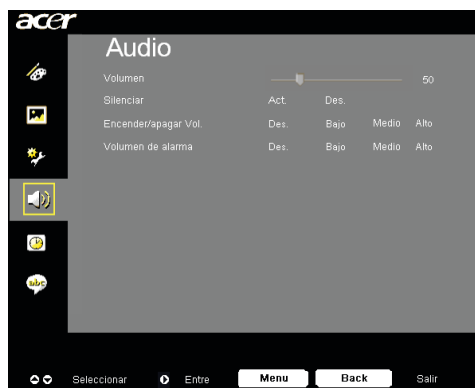 acer
Audio
Volumen 50
Silenciar Act. Des.
Encender/apagar Vol. Des. Bajo Medio Alto
Volumen de alarma Des. Bajo Medio Alto
abc
Seleccionar Entre Menu Back Salir